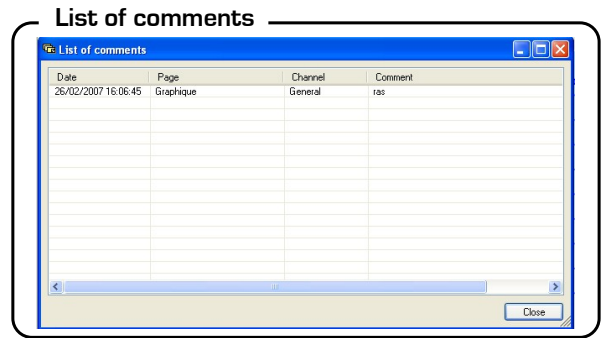 List of comments
List of comments
Date Page Channel Comment
26/02/2007 16:06:45 Graphique General ras
Close